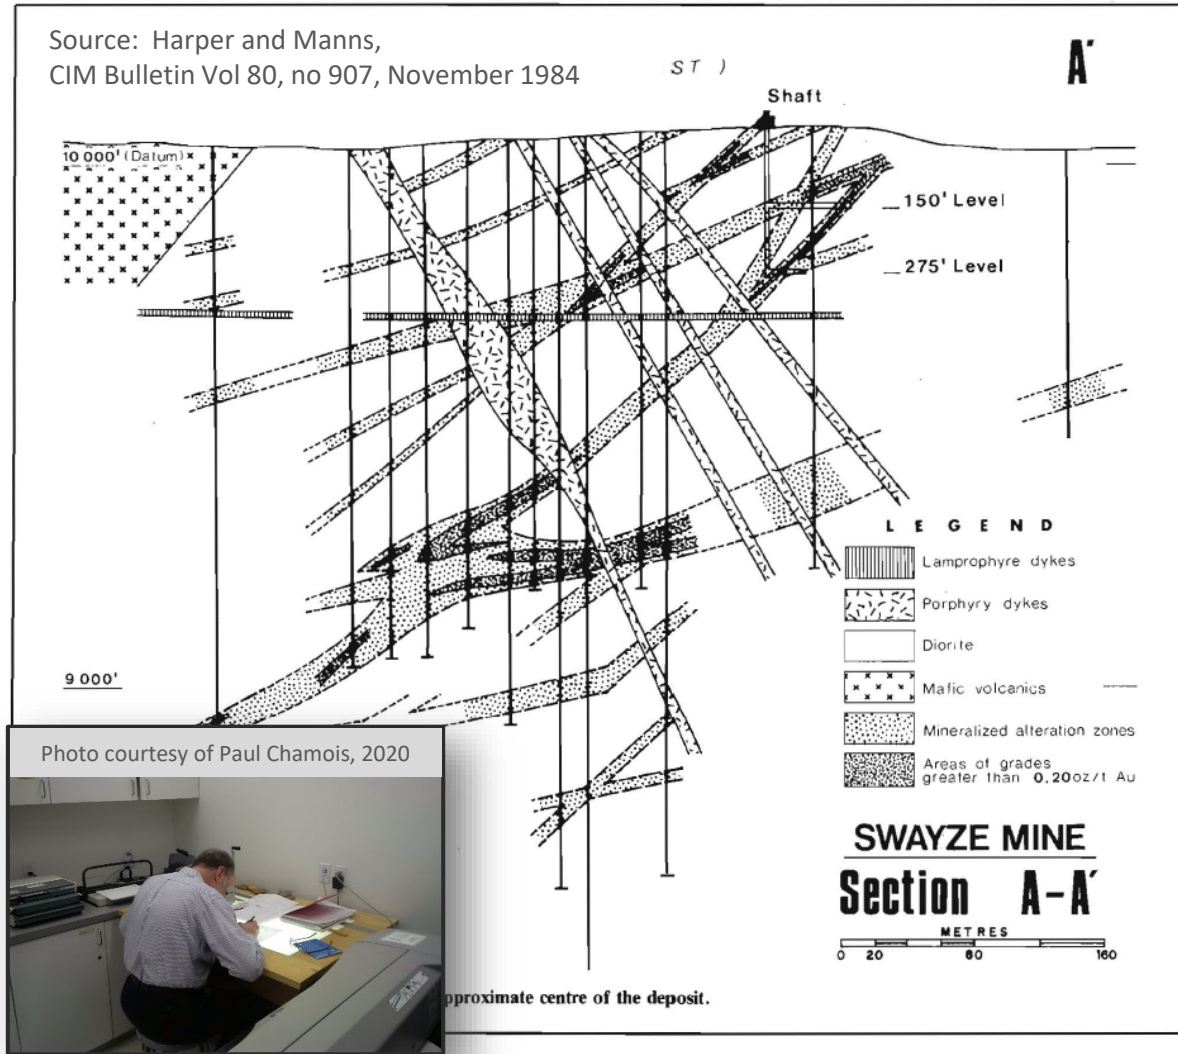 Source: Harper and Manns,
CIM Bulletin Vol 80, no 907, November 1984
ST )
A'
Shaft
10 000' (Datum)
150' Level
275' Level
LEGEND
Lamprophyre dykes
Porphyry dykes
Diorite
Mafic volcanics
Mineralized alteration zones
Areas of grades
greater than 0.20oz/t Au
9 000'
SWAYZE MINE
Section A-A'
METRES
0 20 80 160
Photo courtesy of Paul Chamois, 2020
pproximate centre of the deposit.